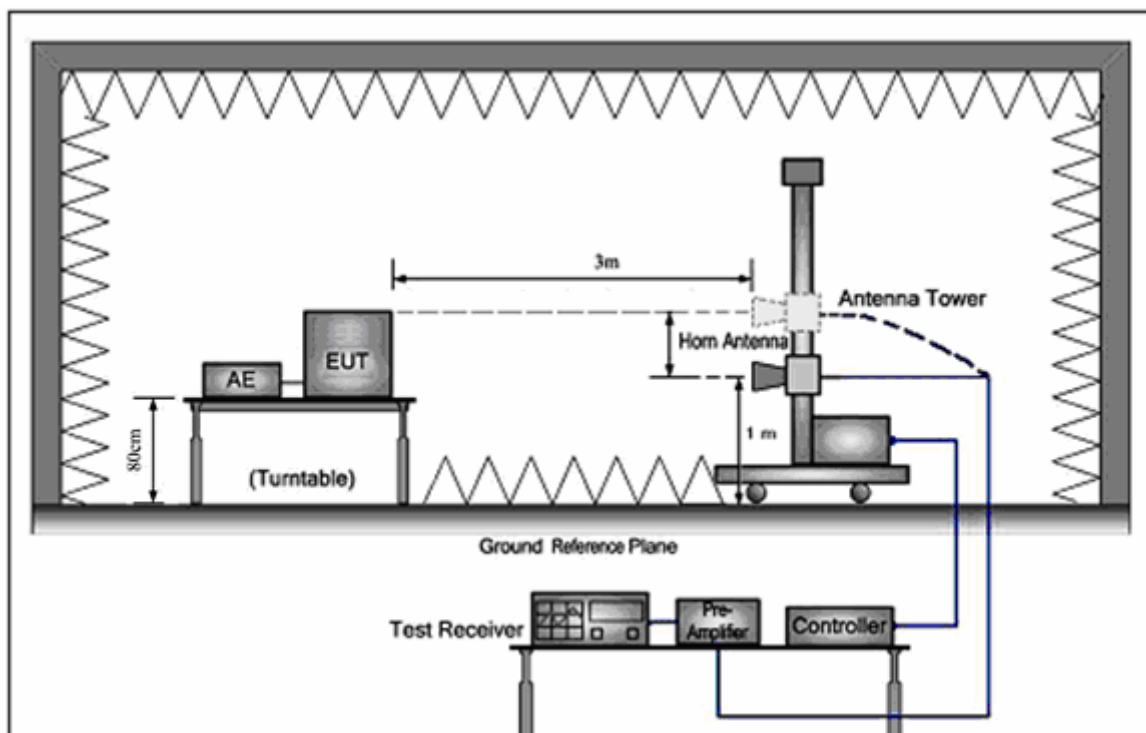 3m
Antenna Tower
Horn Antenna
EUT
AE
80cm
1 m
(Turntable)
Ground Reference Plane
Test Receiver
Pre-
Amplifier
Controller